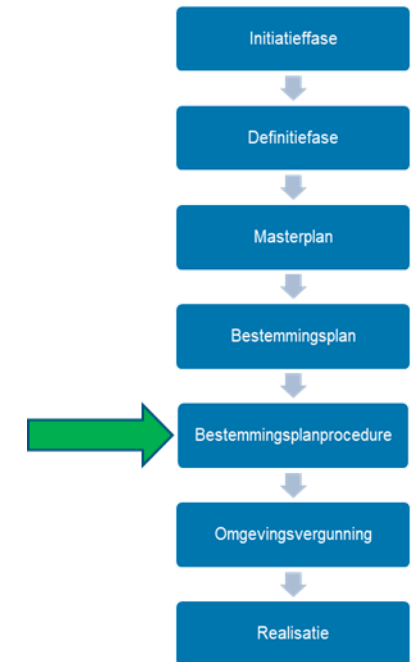 Initiatieffase
Definitiefase
Masterplan
Bestemmingsplan
Bestemmingsplanprocedure
Omgevingsvergunning
Realisatie